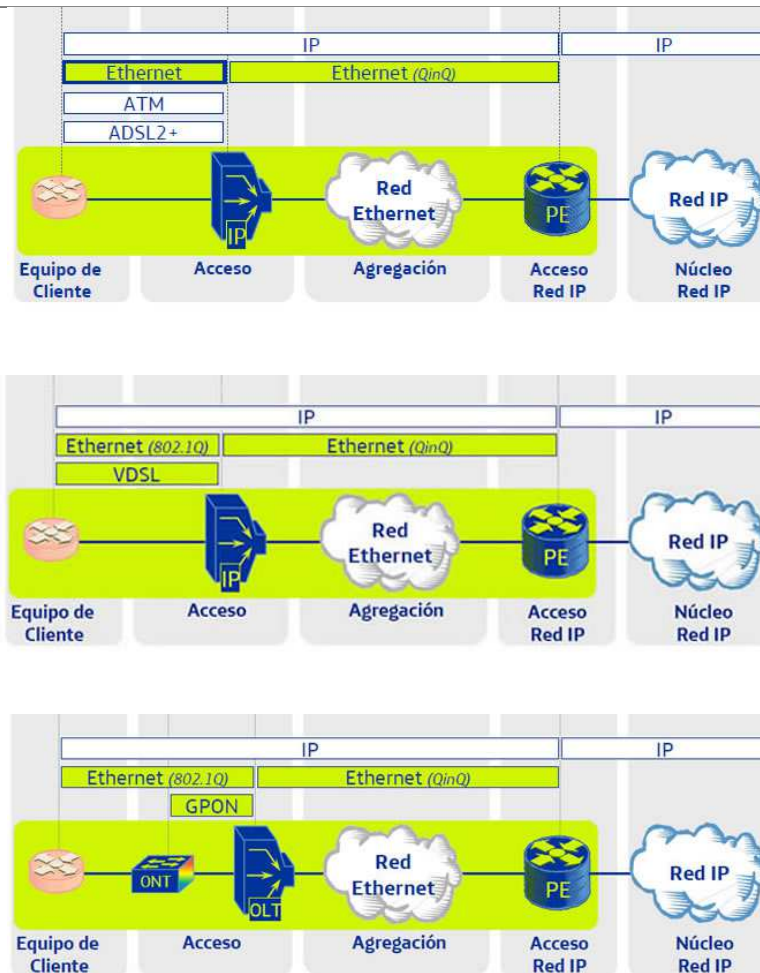 IP
IP
Ethernet
Ethernet (QinQ)
ATM
ADSL2+
Red
Ethernet
IP
PE
Red IP
Equipo de
Cliente
Acceso
Agregación
Acceso
Red IP
Núcleo
Red IP
IP
IP
Ethernet (802.1Q)
Ethernet (QinQ)
VDSL
Red
Ethernet
IP
PE
Red IP
Equipo de
Cliente
Acceso
Agregación
Acceso
Red IP
Núcleo
Red IP
IP
IP
Ethernet (802.1Q)
Ethernet (QinQ)
GPON
ONT
OLT
Red
Ethernet
PE
Red IP
Equipo de
Cliente
Acceso
Agregación
Acceso
Red IP
Núcleo
Red IP